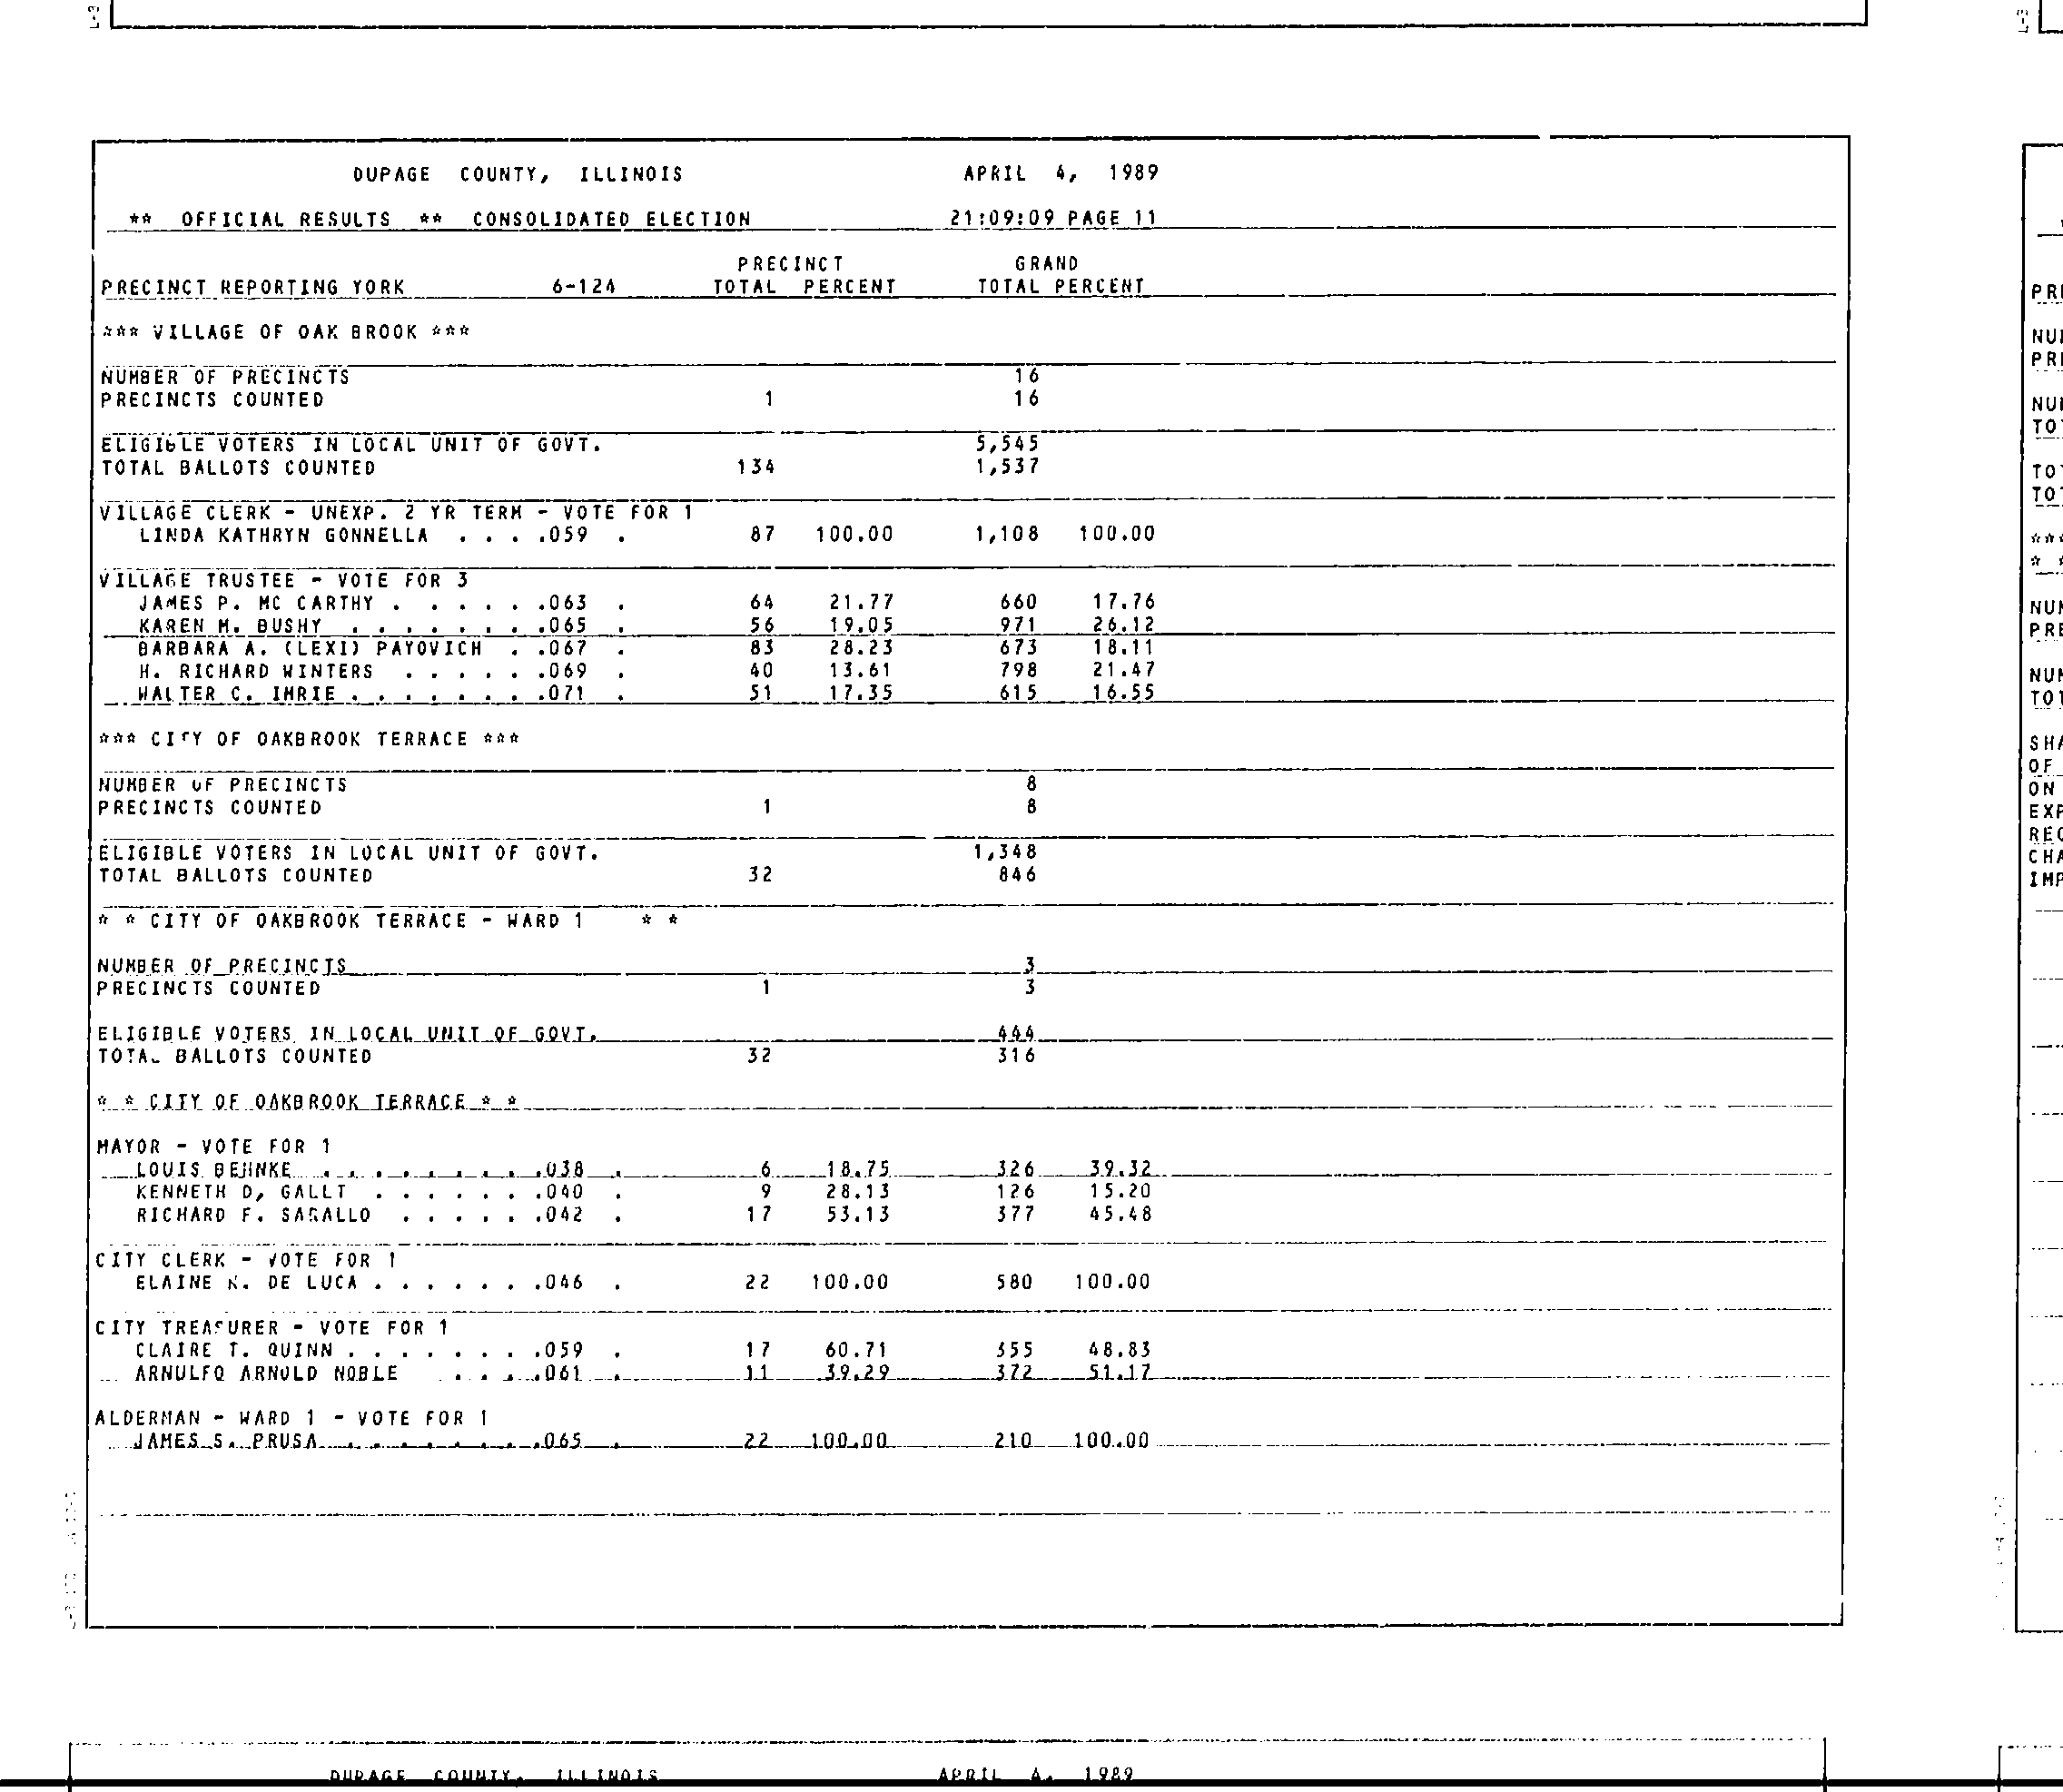 DUPAGE COUNTY, ILLINOIS APRIL 4, 1989
** OFFICIAL RESULTS ** CONSOLIDATED ELECTION 21:09:09 PAGE 11
PRECINCT GRAND
PRECINCT REPORTING YORK 6-124 TOTAL PERCENT TOTAL PERCENT
*** VILLAGE OF OAK BROOK ***
NUMBER OF PRECINCTS 16
PRECINCTS COUNTED 1 16
ELIGIBLE VOTERS IN LOCAL UNIT OF GOVT. 5,545
TOTAL BALLOTS COUNTED 134 1,537
VILLAGE CLERK - UNEXP. 2 YR TERM - VOTE FOR 1
LINDA KATHRYN GONNELLA . . . .059 . 87 100.00 1,108 100.00
VILLAGE TRUSTEE - VOTE FOR 3
JAMES P. MC CARTHY . . . . . .063 . 64 21.77 660 17.76
KAREN M. BUSHY . . . . . . . .065 . 56 19.05 971 26.12
BARBARA A. (LEXI) PAYOVICH . .067 . 83 28.23 673 18.11
H. RICHARD WINTERS . . . . . .069 . 40 13.61 798 21.47
WALTER C. IMRIE . . . . . . . .071 . 51 17.35 615 16.55
*** CITY OF OAKBROOK TERRACE ***
NUMBER OF PRECINCTS 8
PRECINCTS COUNTED 1 8
ELIGIBLE VOTERS IN LOCAL UNIT OF GOVT. 1,348
TOTAL BALLOTS COUNTED 32 846
* * CITY OF OAKBROOK TERRACE - WARD 1 * *
NUMBER OF PRECINCTS 3
PRECINCTS COUNTED 1 3
ELIGIBLE VOTERS IN LOCAL UNIT OF GOVT. 444
TOTAL BALLOTS COUNTED 32 316
* * CITY OF OAKBROOK TERRACE * *
MAYOR - VOTE FOR 1
LOUIS BEHNKE . . . . . . . . .038 . 6 18.75 326 39.32
KENNETH D, GALLT . . . . . . .040 . 9 28.13 126 15.20
RICHARD F. SARALLO . . . . . .042 . 17 53.13 377 45.48
CITY CLERK - VOTE FOR 1
ELAINE K. DE LUCA . . . . . . .046 . 22 100.00 580 100.00
CITY TREASURER - VOTE FOR 1
CLAIRE T. QUINN . . . . . . . .059 . 17 60.71 355 48.83
ARNULFO ARNOLD NOBLE . . . .061 . 11 39.29 372 51.17
ALDERMAN - WARD 1 - VOTE FOR 1
JAMES S. PRUSA . . . . . . . .065 . 22 100.00 210 100.00
DUPAGE COUNTY, ILLINOIS APRIL 4, 1989